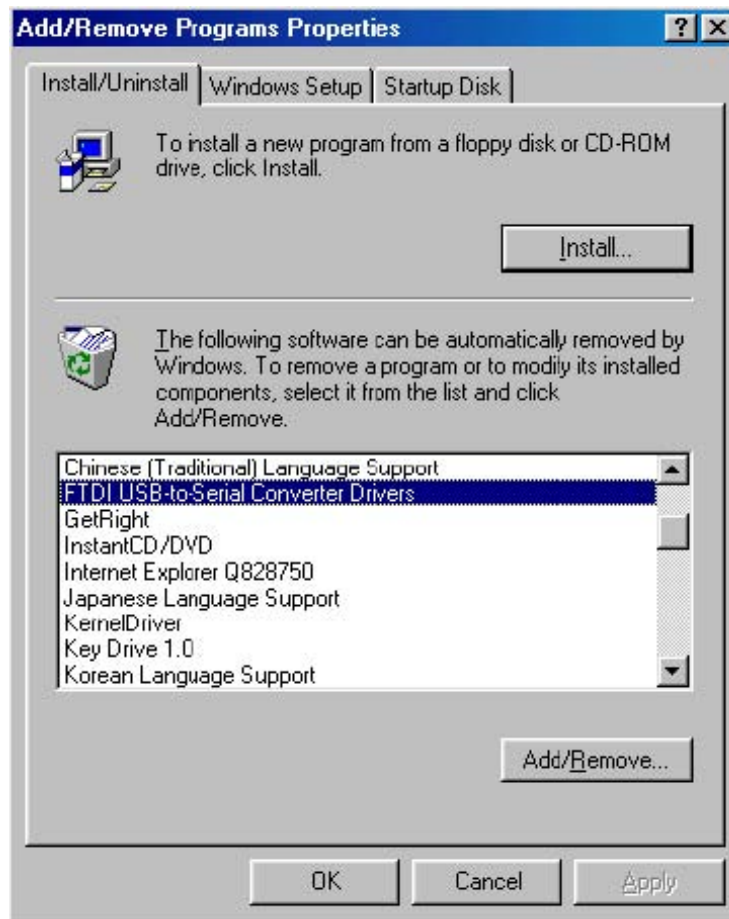 Add/Remove Programs Properties
Install/Uninstall Windows Setup Startup Disk
To install a new program from a floppy disk or CD-ROM
drive, click Install.
Install...
The following software can be automatically removed by
Windows. To remove a program or to modify its installed
components, select it from the list and click
Add/Remove.
Chinese (Traditional) Language Support
FTDI USB-to-Serial Converter Drivers
GetRight
InstantCD/DVD
Internet Explorer Q828750
Japanese Language Support
KernelDriver
Key Drive 1.0
Korean Language Support
Add/Remove...
OK Cancel Apply